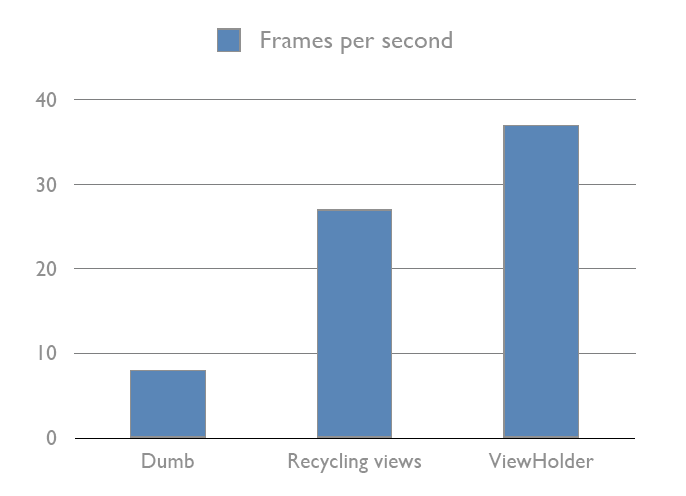 Frames per second
40
30
20
10
0
Dumb
Recycling views
ViewHolder